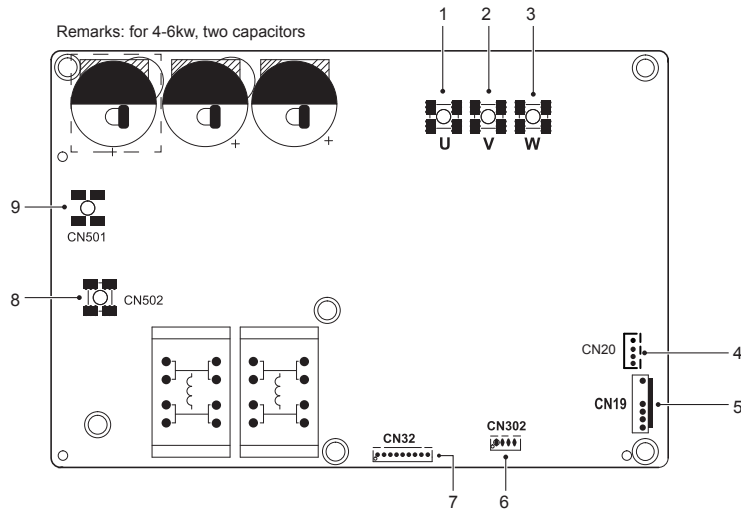 Remarks: for 4-6kw, two capacitors
1
2
3
+
+
+
U
V
W
9
CN501
8
CN502
CN20
4
CN19
5
CN32
CN302
7
6